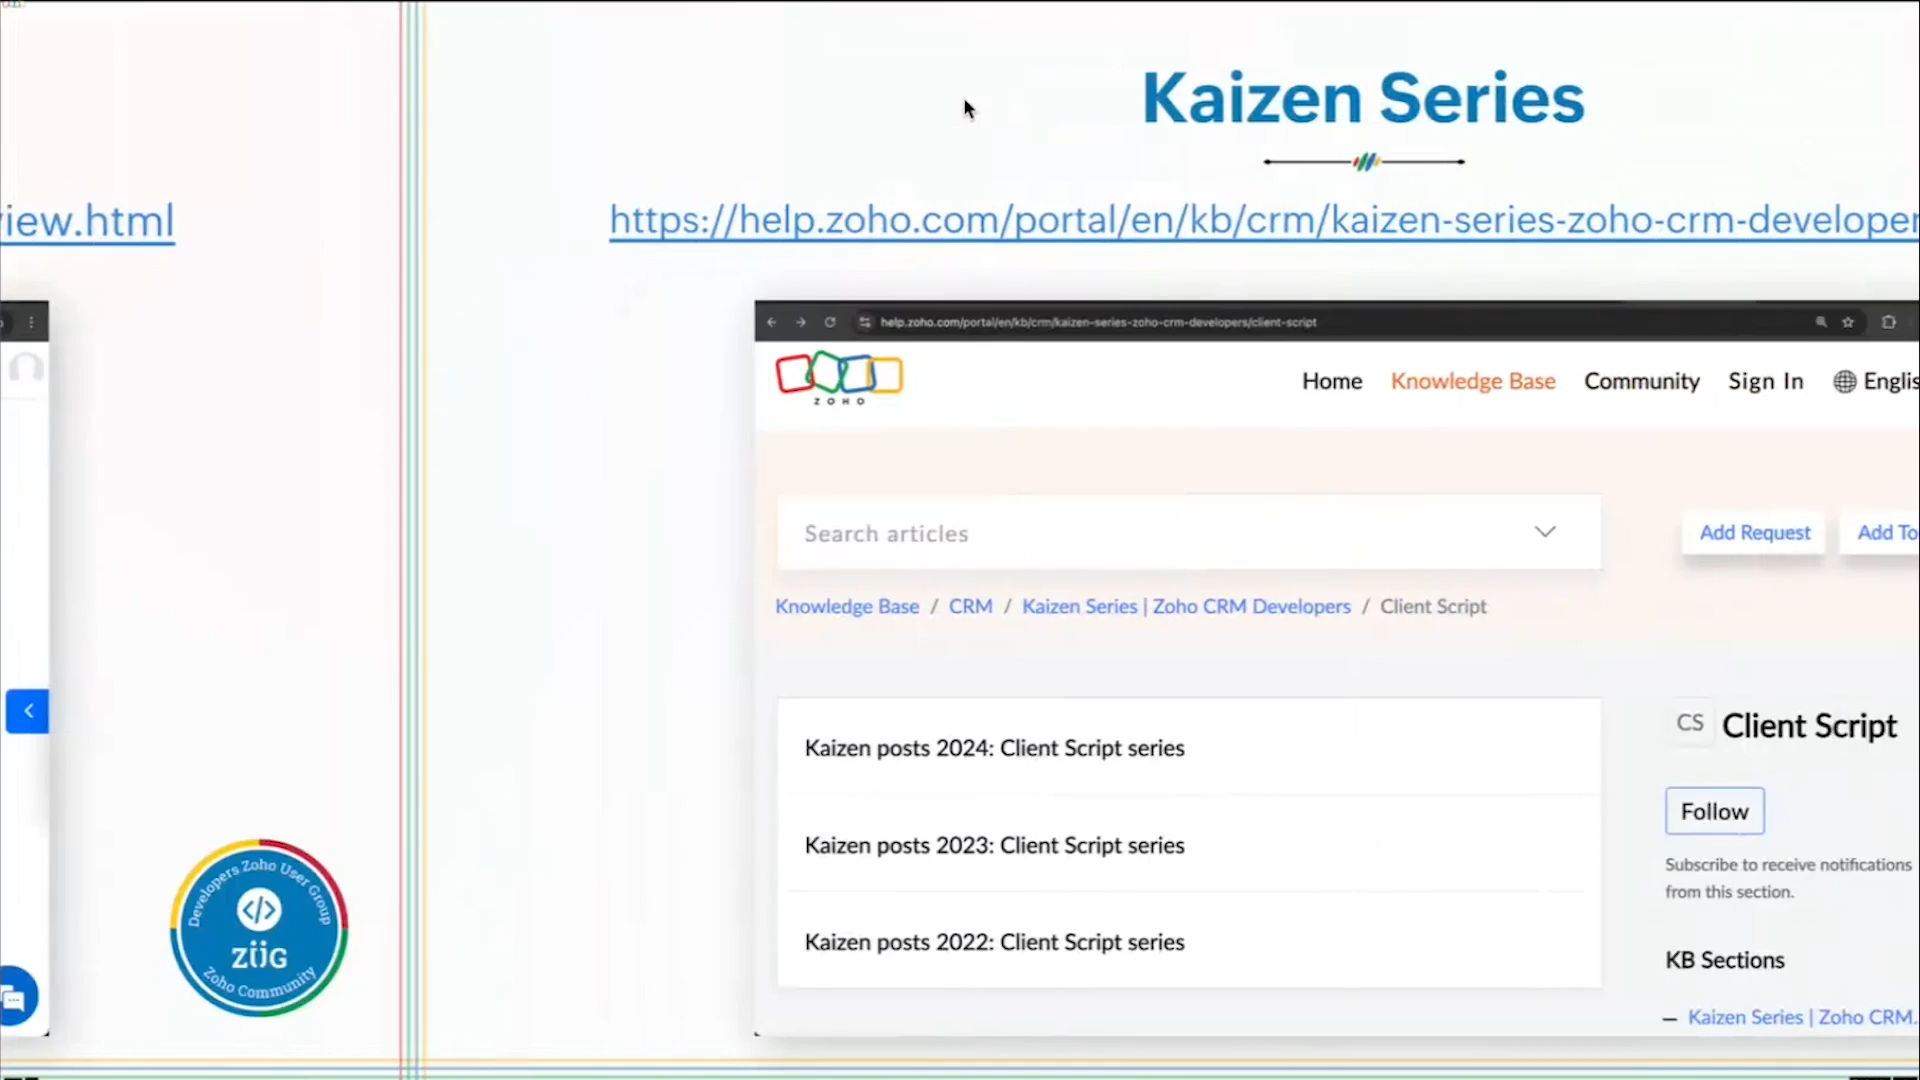 Kaizen Series
view.html
https://help.zoho.com/portal/en/kb/crm/kaizen-series-zoho-crm-developer
help.zoho.com/portal/en/kb/crm/kaizen-series-zoho-crm-developers/client-script
ZOHO
Home Knowledge Base Community Sign In Englis
Search articles
Add Request Add To
Knowledge Base / CRM / Kaizen Series | Zoho CRM Developers / Client Script
Kaizen posts 2024: Client Script series
Kaizen posts 2023: Client Script series
Kaizen posts 2022: Client Script series
CS Client Script
Follow
Subscribe to receive notifications
from this section.
KB Sections
— Kaizen Series | Zoho CRM.
Developers Zoho User Group
</>
ZÜG
Zoho Community